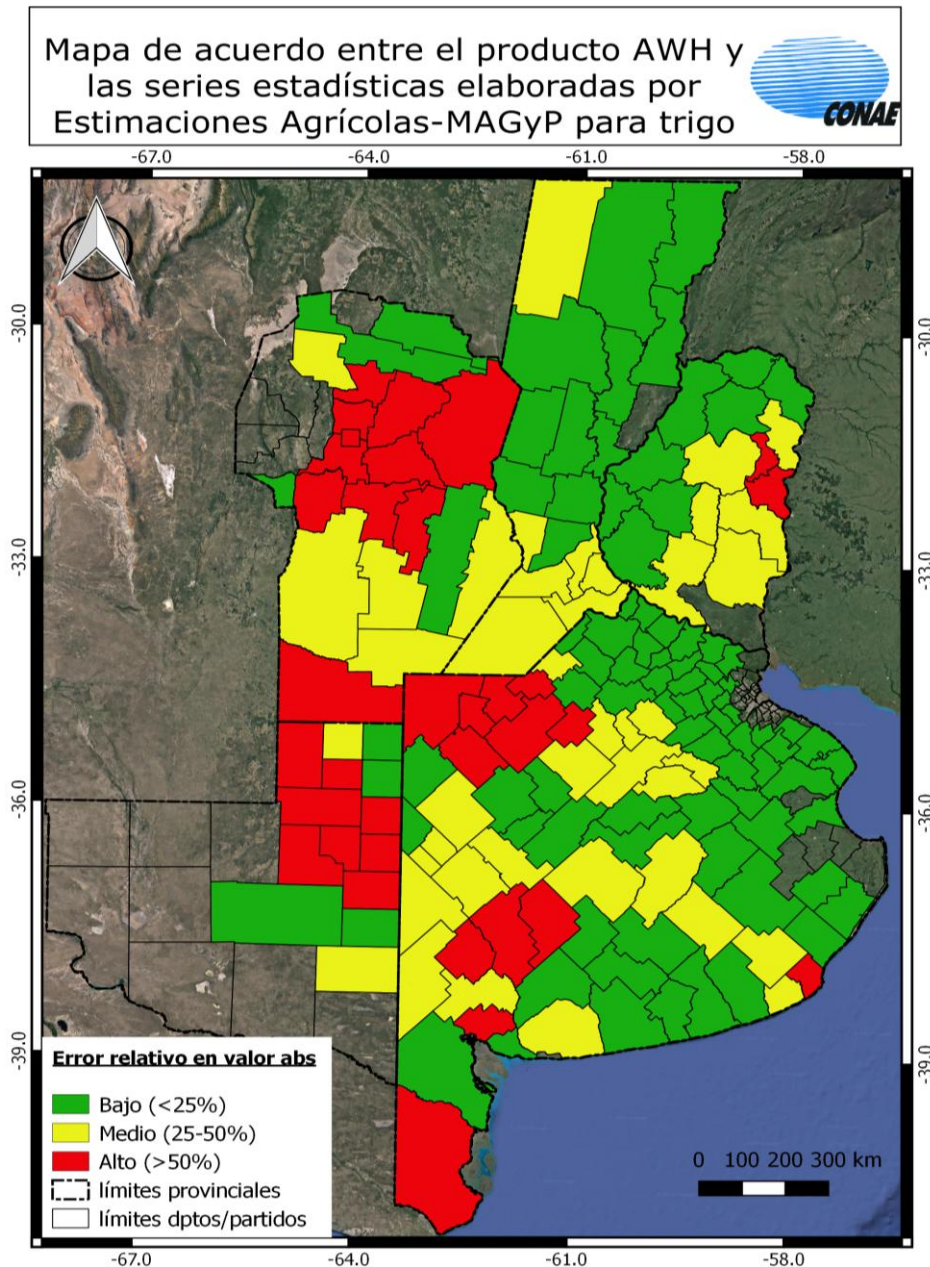 Mapa de acuerdo entre el producto AWH y
las series estadísticas elaboradas por
Estimaciones Agrícolas-MAGyP para trigo
CONAE
-67.0 -64.0 -61.0 -58.0
-30.0 -30.0
-33.0 -33.0
-36.0 -36.0
-39.0 -39.0
Error relativo en valor abs
Bajo (<25%)
Medio (25-50%)
Alto (>50%)
límites provinciales
límites dptos/partidos
0 100 200 300 km
-67.0 -64.0 -61.0 -58.0